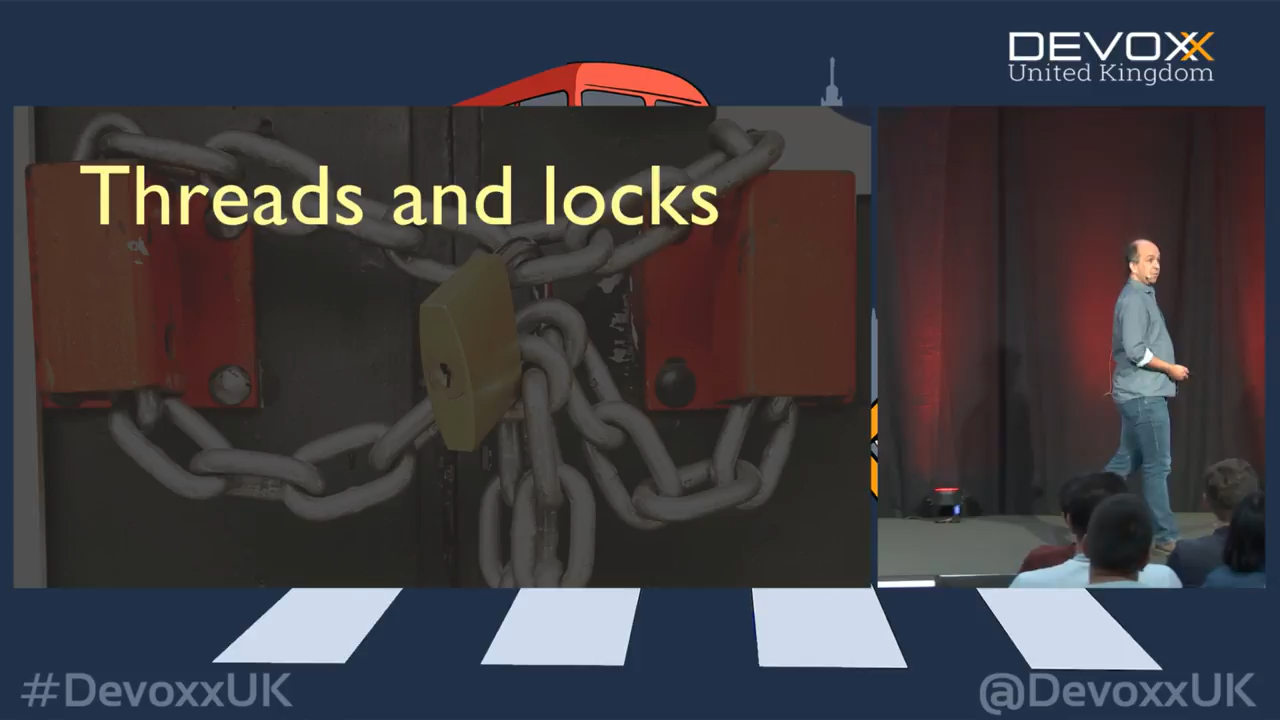 DEVOXX
United Kingdom
Threads and locks
#DevoxxUK
@DevoxxUK